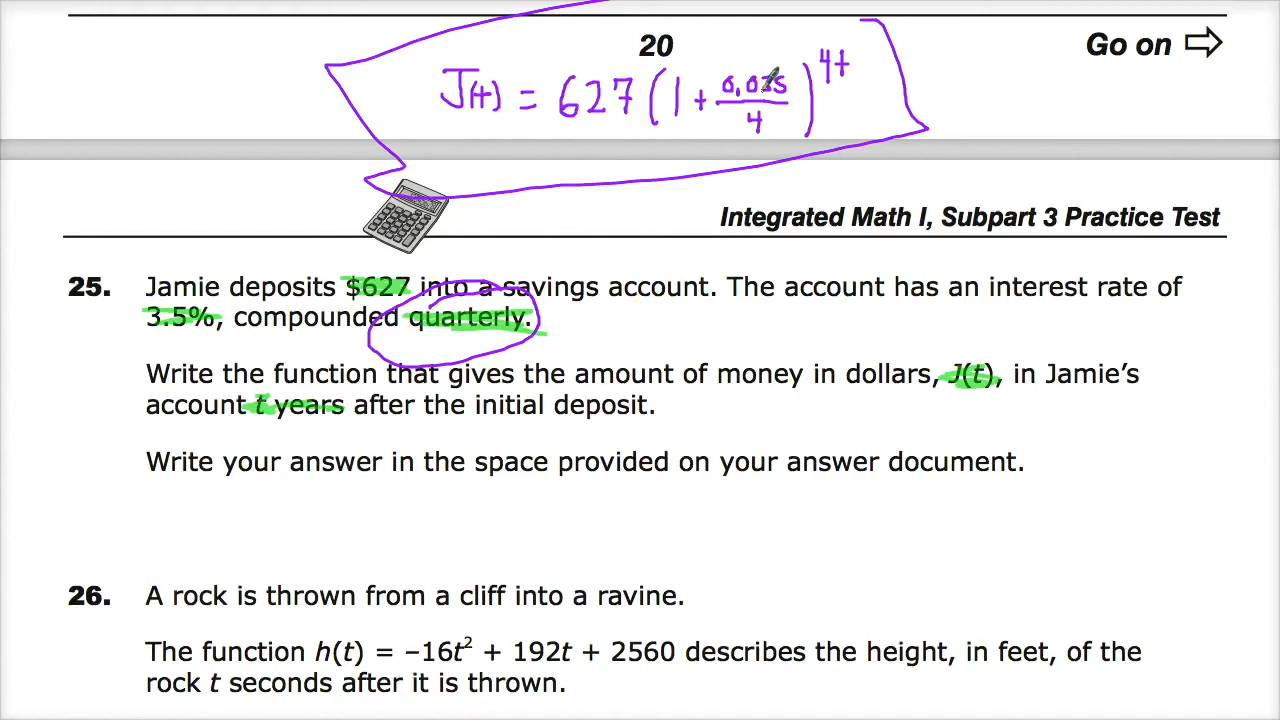 20
Go on
J(t) = 627 (1 + 0.035/4)^4t
Integrated Math I, Subpart 3 Practice Test
25. Jamie deposits $627 into a savings account. The account has an interest rate of
3.5%, compounded quarterly.
Write the function that gives the amount of money in dollars, J(t), in Jamie’s
account t years after the initial deposit.
Write your answer in the space provided on your answer document.
26. A rock is thrown from a cliff into a ravine.
The function h(t) = –16t² + 192t + 2560 describes the height, in feet, of the
rock t seconds after it is thrown.